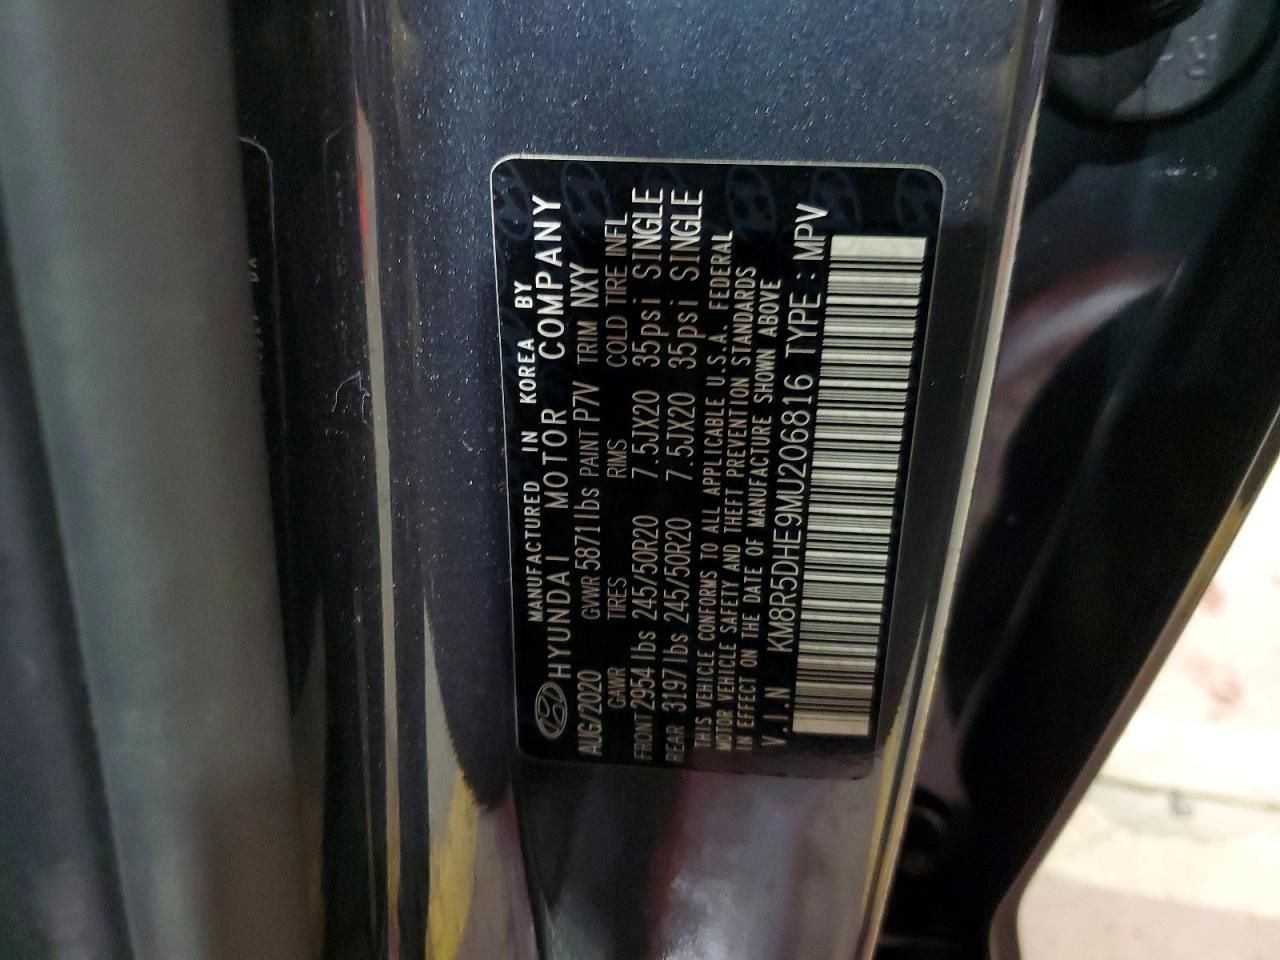 MANUFACTURED IN KOREA BY
HYUNDAI MOTOR COMPANY
AUG/2020 GVWR 5871 lbs PAINT P7V TRIM NXY
GAWR TIRES RIMS COLD TIRE INFL
FRONT 2954 lbs 245/50R20 7.5JX20 35psi SINGLE
REAR 3197 lbs 245/50R20 7.5JX20 35psi SINGLE
THIS VEHICLE CONFORMS TO ALL APPLICABLE U.S.A. FEDERAL
MOTOR VEHICLE SAFETY AND THEFT PREVENTION STANDARDS
IN EFFECT ON THE DATE OF MANUFACTURE SHOWN ABOVE
V.I.N KM8R5DHE9MU206816 TYPE : MPV